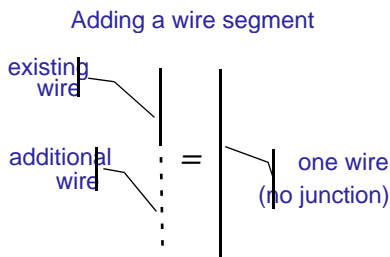 Adding a wire segment
existing
wire
additional
wire
=
one wire
(no junction)